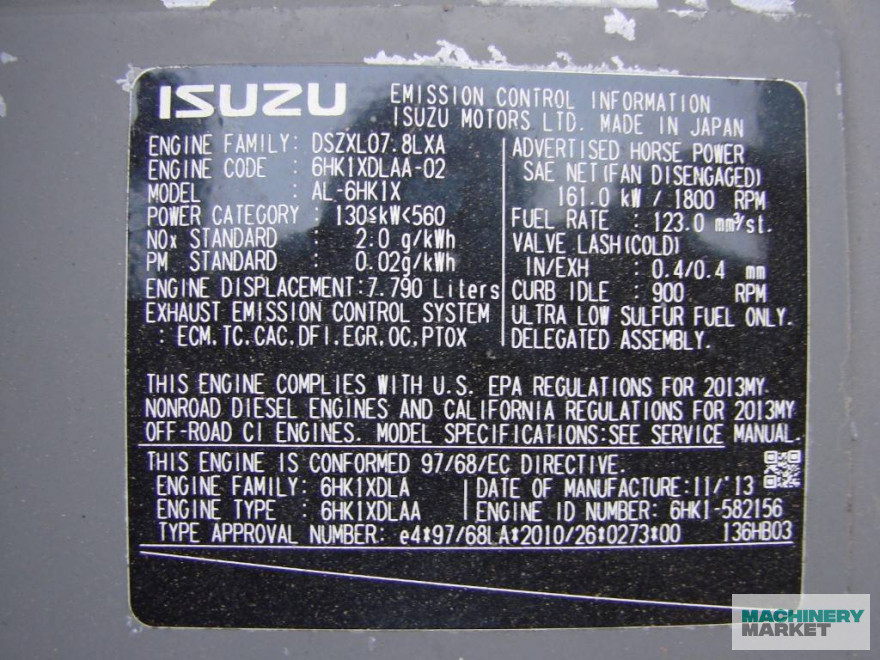 ISUZU EMISSION CONTROL INFORMATION
ISUZU MOTORS LTD. MADE IN JAPAN
ENGINE FAMILY: DSZXL07.8LXA
ENGINE CODE : 6HK1XDLAA-02
MODEL : AL-6HK1X
POWER CATEGORY : 130≤kW<560
NOx STANDARD : 2.0 g/kWh
PM STANDARD : 0.02g/kWh
ENGINE DISPLACEMENT:7.790 Liters
EXHAUST EMISSION CONTROL SYSTEM
: ECM,TC,CAC,DFI,EGR,OC,PTOX
ADVERTISED HORSE POWER
SAE NET(FAN DISENGAGED)
161.0 kW / 1800 RPM
FUEL RATE : 123.0 mm³/st.
VALVE LASH(COLD)
IN/EXH : 0.4/0.4 mm
CURB IDLE : 900 RPM
ULTRA LOW SULFUR FUEL ONLY.
DELEGATED ASSEMBLY.
THIS ENGINE COMPLIES WITH U.S. EPA REGULATIONS FOR 2013MY
NONROAD DIESEL ENGINES AND CALIFORNIA REGULATIONS FOR 2013MY
OFF-ROAD CI ENGINES. MODEL SPECIFICATIONS:SEE SERVICE MANUAL.
THIS ENGINE IS CONFORMED 97/68/EC DIRECTIVE.
ENGINE FAMILY: 6HK1XDLA
ENGINE TYPE : 6HK1XDLAA
DATE OF MANUFACTURE:11/'13
ENGINE ID NUMBER: 6HK1-582156
TYPE APPROVAL NUMBER: e4*97/68LA*2010/26*0273*00 136HB03
MACHINERY
MARKET